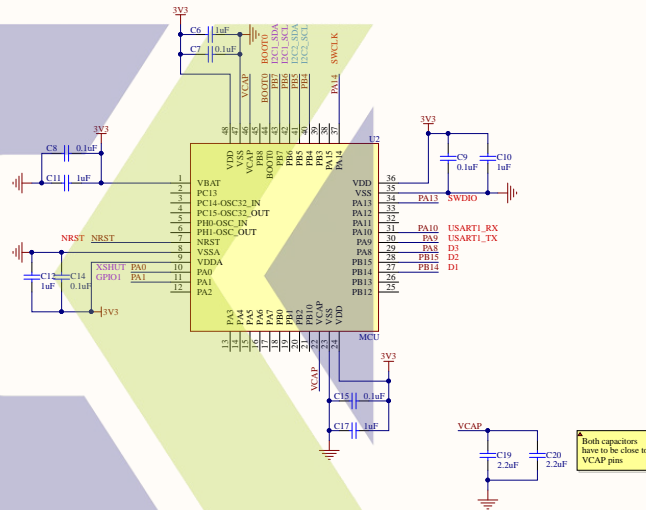 3V3
C6 1uF
C7 0.1uF
BOOT0
I2C1_SDA
I2C1_SCL
I2C2_SDA
I2C2_SCL
SWCLK
VCAP
BOOT0
PB7
PB6
PB5
PB4
PA14
48
47
46
45
44
43
42
41
40
39
38
37
U2
VDD
VSS
VCAP
PB8
BOOT0
PB7
PB6
PB5
PB4
PB3
PA15
PA14
3V3
C8 0.1uF
C11 1uF
3V3
C9
0.1uF
C10
1uF
1 VBAT
2 PC13
3 PC14-OSC32_IN
4 PC15-OSC32_OUT
5 PH0-OSC_IN
6 PH1-OSC_OUT
NRST NRST 7 NRST
8 VSSA
9 VDDA
XSHUT PA0 10 PA0
GPIO1 PA1 11 PA1
12 PA2
VDD 36
VSS 35
PA13 34 PA13 SWDIO
PA12 33
PA11 32
PA10 31 PA10 USART1_RX
PA9 30 PA9 USART1_TX
PA8 29 PA8 D3
PB15 28 PB15 D2
PB14 27 PB14 D1
PB13 26
PB12 25
C12
1uF
C14
0.1uF
3V3
PA3
PA4
PA5
PA6
PA7
PB0
PB1
PB2
PB10
VCAP
VSS
VDD
MCU
13
14
15
16
17
18
19
20
21
22
23
24
VCAP
3V3
C15 0.1uF
C17 1uF
VCAP
C19
2.2uF
C20
2.2uF
Both capacitors
have to be close to
VCAP pins